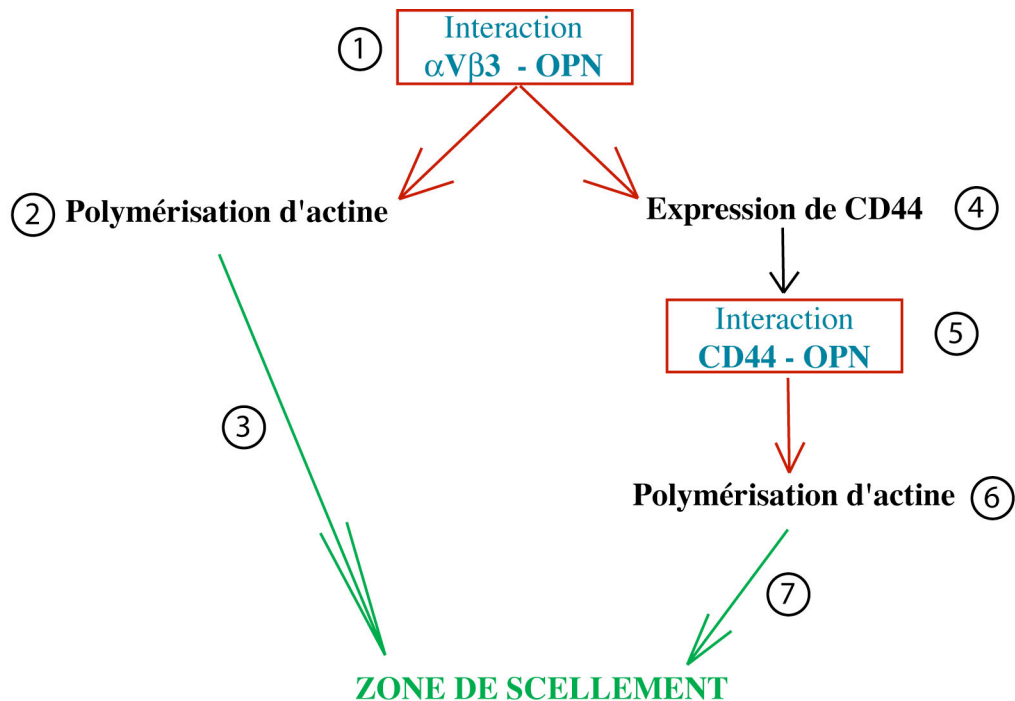 ① Interaction
αVβ3 - OPN
② Polymérisation d'actine
Expression de CD44 ④
Interaction
CD44 - OPN ⑤
③
Polymérisation d'actine ⑥
⑦
ZONE DE SCELLEMENT